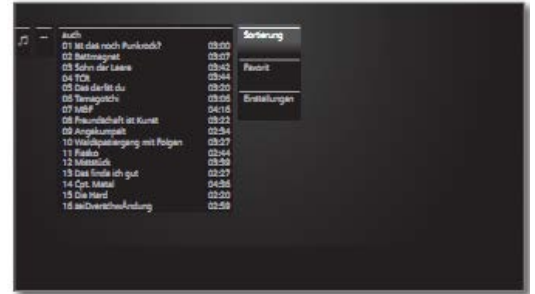 auch
01 Ist das noch Punkrock? 03:00
02 Bettmagnet 03:07
03 Sohn der Leere 03:42
04 TCR 03:44
05 Das darfst du 03:20
06 Tamagotchi 03:06
07 M&F 04:16
08 Freundschaft ist Kunst 03:22
09 Angekumpelt 02:54
10 Waldspaziergang mit Folgen 03:27
11 Fiasko 02:44
12 Miststück 03:39
13 Das finde ich gut 02:27
14 Cpt. Metal 04:36
15 Die Hard 02:20
16 02:59
Sortierung
Favorit
Einstellungen